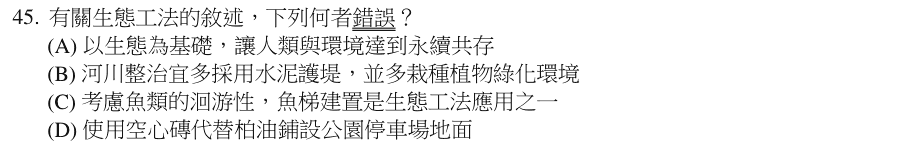 45. 有關生態工法的敘述，下列何者錯誤？
(A) 以生態為基礎，讓人類與環境達到永續共存
(B) 河川整治宜多採用水泥護堤，並多栽種植物綠化環境
(C) 考慮魚類的洄游性，魚梯建置是生態工法應用之一
(D) 使用空心磚代替柏油鋪設公園停車場地面